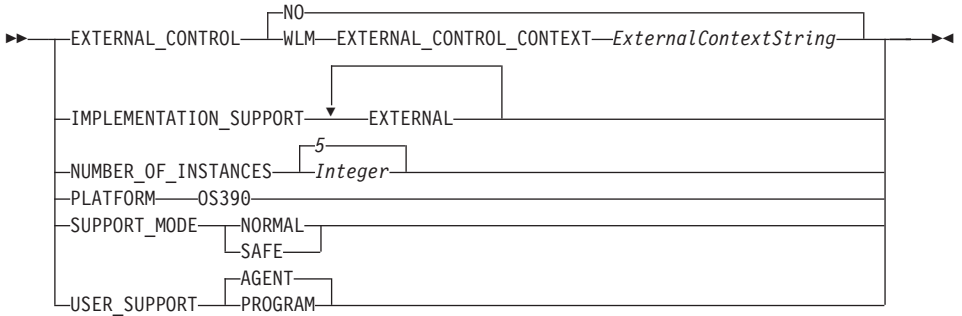 NO
EXTERNAL_CONTROL WLM EXTERNAL_CONTROL_CONTEXT ExternalContextString
IMPLEMENTATION_SUPPORT EXTERNAL
5
NUMBER_OF_INSTANCES Integer
PLATFORM OS390
SUPPORT_MODE NORMAL
SAFE
AGENT
USER_SUPPORT PROGRAM